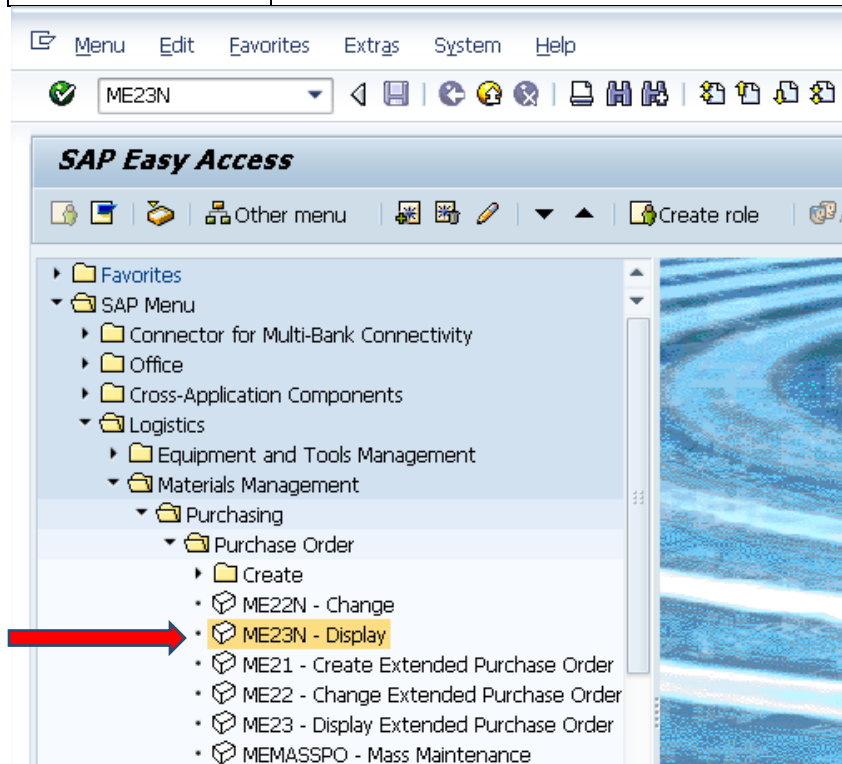 Menu Edit Favorites Extras System Help
ME23N
SAP Easy Access
Other menu Create role
Favorites
SAP Menu
Connector for Multi-Bank Connectivity
Office
Cross-Application Components
Logistics
Equipment and Tools Management
Materials Management
Purchasing
Purchase Order
Create
ME22N - Change
ME23N - Display
ME21 - Create Extended Purchase Order
ME22 - Change Extended Purchase Order
ME23 - Display Extended Purchase Order
MEMASSPO - Mass Maintenance